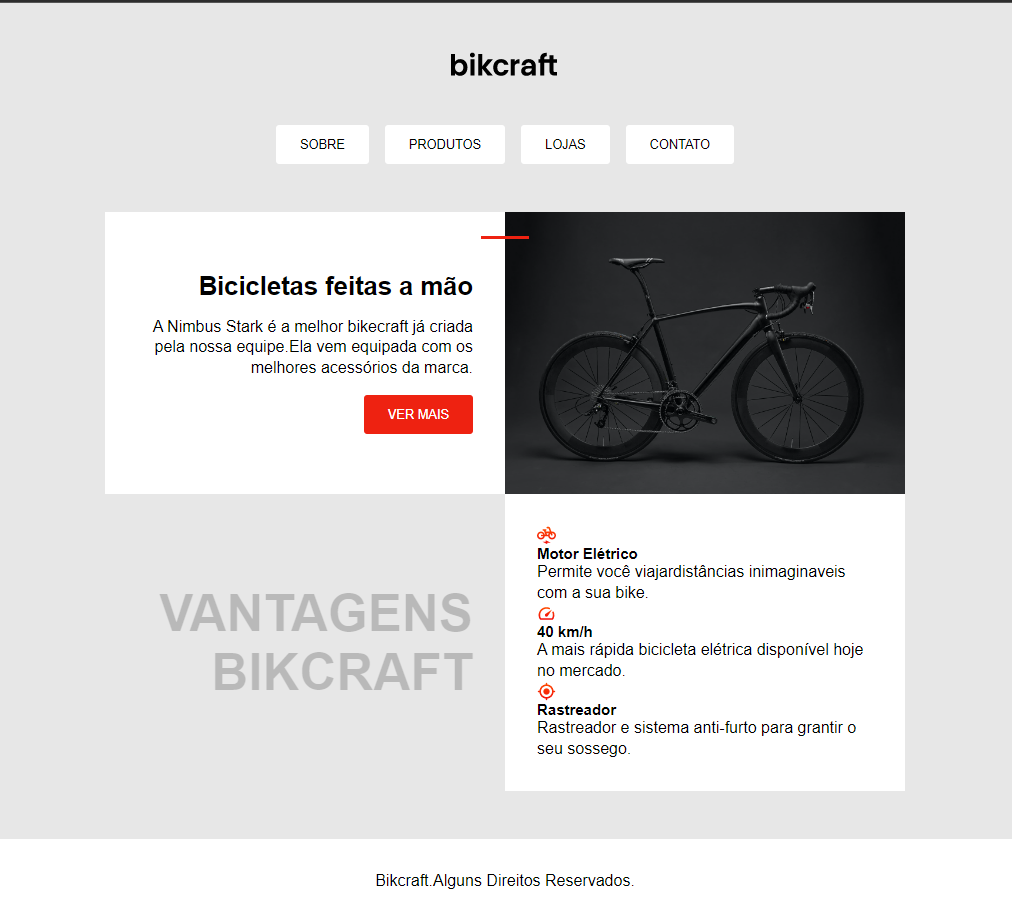 bikcraft
SOBRE PRODUTOS LOJAS CONTATO
Bicicletas feitas a mão
A Nimbus Stark é a melhor bikecraft já criada
pela nossa equipe.Ela vem equipada com os
melhores acessórios da marca.
VER MAIS
VANTAGENS
BIKCRAFT
Motor Elétrico
Permite você viajardistâncias inimaginaveis
com a sua bike.
40 km/h
A mais rápida bicicleta elétrica disponível hoje
no mercado.
Rastreador
Rastreador e sistema anti-furto para grantir o
seu sossego.
Bikcraft.Alguns Direitos Reservados.